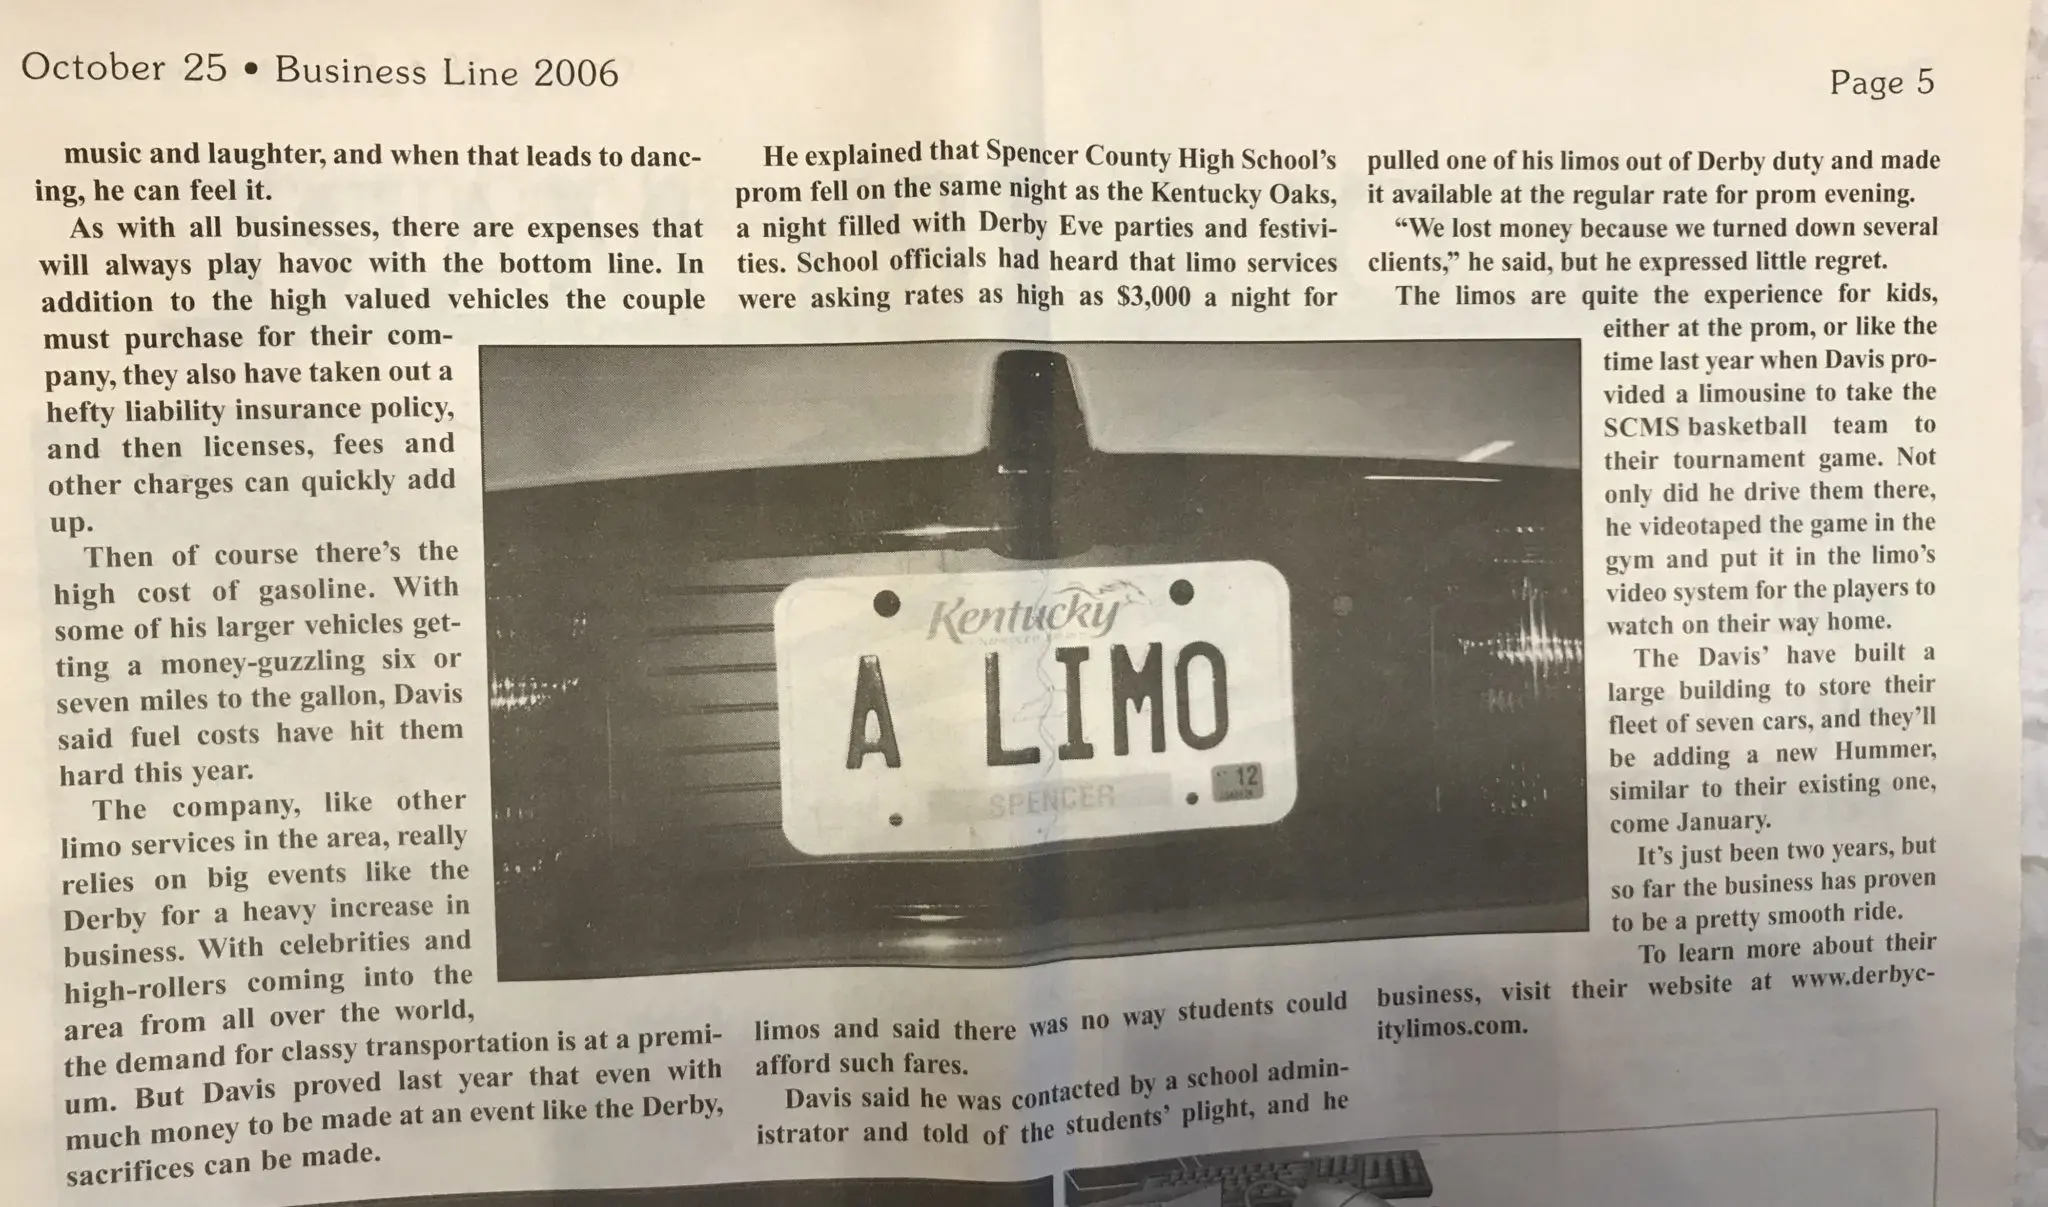 October 25 • Business Line 2006
Page 5
music and laughter, and when that leads to danc-
ing, he can feel it.
As with all businesses, there are expenses that
will always play havoc with the bottom line. In
addition to the high valued vehicles the couple
must purchase for their com-
pany, they also have taken out a
hefty liability insurance policy,
and then licenses, fees and
other charges can quickly add
up.
Then of course there's the
high cost of gasoline. With
some of his larger vehicles get-
ting a money-guzzling six or
seven miles to the gallon, Davis
said fuel costs have hit them
hard this year.
The company, like other
limo services in the area, really
relies on big events like the
Derby for a heavy increase in
business. With celebrities and
high-rollers coming into the
area from all over the world,
the demand for classy transportation is at a premi-
um. But Davis proved last year that even with
much money to be made at an event like the Derby,
sacrifices can be made.
He explained that Spencer County High School's
prom fell on the same night as the Kentucky Oaks,
a night filled with Derby Eve parties and festivi-
ties. School officials had heard that limo services
were asking rates as high as $3,000 a night for
Kentucky
A LIMO
12
SPENCER
limos and said there was no way students could
afford such fares.
Davis said he was contacted by a school admin-
istrator and told of the students' plight, and he
pulled one of his limos out of Derby duty and made
it available at the regular rate for prom evening.
"We lost money because we turned down several
clients," he said, but he expressed little regret.
The limos are quite the experience for kids,
either at the prom, or like the
time last year when Davis pro-
vided a limousine to take the
SCMS basketball team to
their tournament game. Not
only did he drive them there,
he videotaped the game in the
gym and put it in the limo's
video system for the players to
watch on their way home.
The Davis' have built a
large building to store their
fleet of seven cars, and they'll
be adding a new Hummer,
similar to their existing one,
come January.
It's just been two years, but
so far the business has proven
to be a pretty smooth ride.
To learn more about their
business, visit their website at www.derbyc-
itylimos.com.